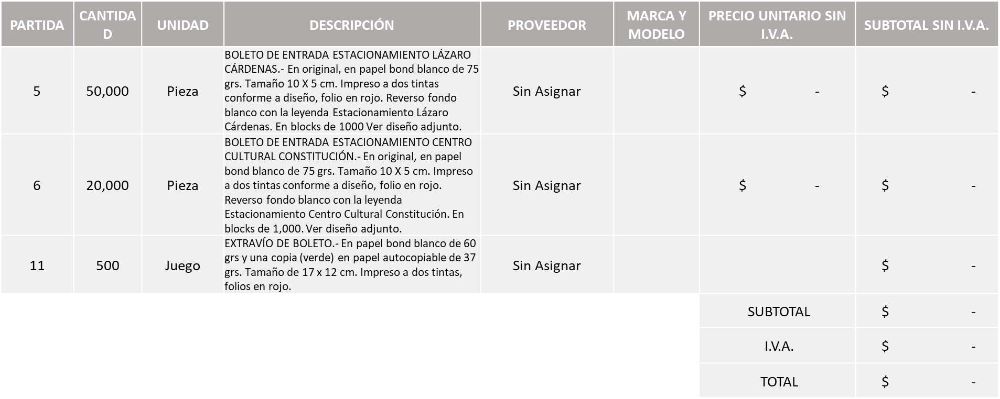 PARTIDA CANTIDA D UNIDAD DESCRIPCIÓN PROVEEDOR MARCA Y MODELO PRECIO UNITARIO SIN I.V.A. SUBTOTAL SIN I.V.A.
5 50,000 Pieza
BOLETO DE ENTRADA ESTACIONAMIENTO LÁZARO
CÁRDENAS.- En original, en papel bond blanco de 75
grs. Tamaño 10 X 5 cm. Impreso a dos tintas
conforme a diseño, folio en rojo. Reverso fondo
blanco con la leyenda Estacionamiento Lázaro
Cárdenas. En blocks de 1000 Ver diseño adjunto.
Sin Asignar $ - $ -
6 20,000 Pieza
BOLETO DE ENTRADA ESTACIONAMIENTO CENTRO
CULTURAL CONSTITUCIÓN.- En original, en papel
bond blanco de 75 grs. Tamaño 10 X 5 cm. Impreso
a dos tintas conforme a diseño, folio en rojo.
Reverso fondo blanco con la leyenda
Estacionamiento Centro Cultural Constitución. En
blocks de 1,000. Ver diseño adjunto.
Sin Asignar $ - $ -
11 500 Juego
EXTRAVÍO DE BOLETO.- En papel bond blanco de 60
grs y una copia (verde) en papel autocopiable de 37
grs. Tamaño de 17 x 12 cm. Impreso a dos tintas,
folios en rojo.
Sin Asignar $ -
SUBTOTAL $ -
I.V.A. $ -
TOTAL $ -